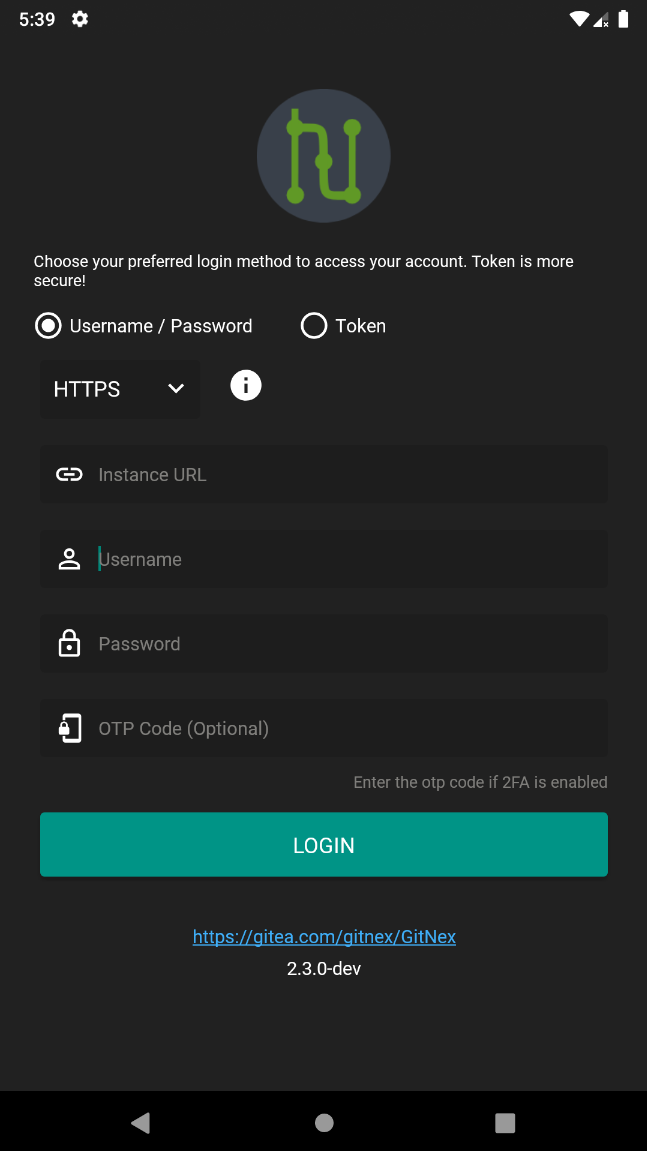 5:39
Choose your preferred login method to access your account. Token is more
secure!
Username / Password
Token
HTTPS
Instance URL
Username
Password
OTP Code (Optional)
Enter the otp code if 2FA is enabled
LOGIN
https://gitea.com/gitnex/GitNex
2.3.0-dev